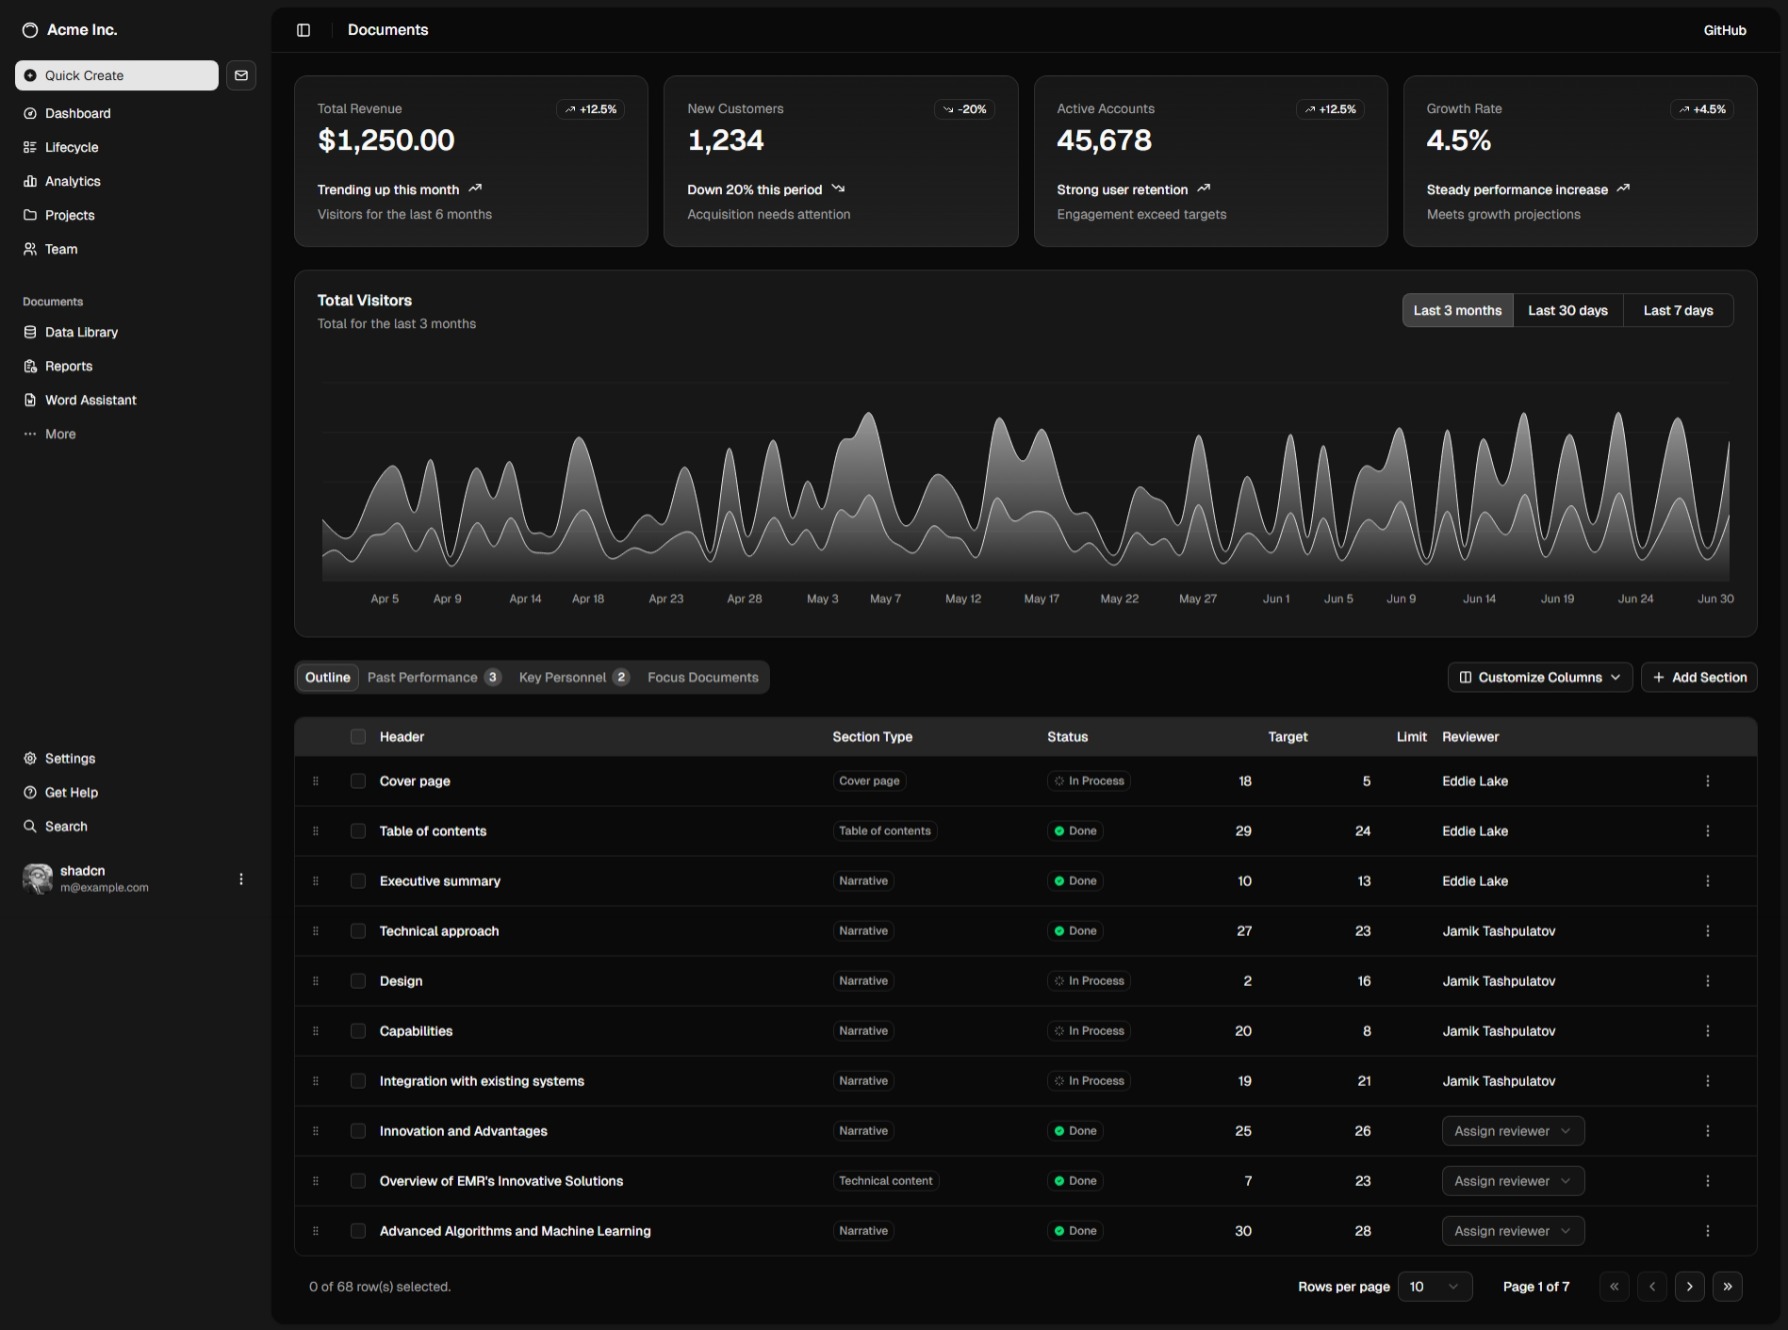 Acme Inc.
Quick Create
Dashboard
Lifecycle
Analytics
Projects
Team
Documents
Data Library
Reports
Word Assistant
More
Settings
Get Help
Search
shadcn
m@example.com
Documents
GitHub
Total Revenue
+12.5%
$1,250.00
Trending up this month
Visitors for the last 6 months
New Customers
-20%
1,234
Down 20% this period
Acquisition needs attention
Active Accounts
+12.5%
45,678
Strong user retention
Engagement exceed targets
Growth Rate
+4.5%
4.5%
Steady performance increase
Meets growth projections
Total Visitors
Total for the last 3 months
Last 3 months Last 30 days Last 7 days
Apr 5 Apr 9 Apr 14 Apr 18 Apr 23 Apr 28 May 3 May 7 May 12 May 17 May 22 May 27 Jun 1 Jun 5 Jun 9 Jun 14 Jun 19 Jun 24 Jun 30
Outline Past Performance 3 Key Personnel 2 Focus Documents
Customize Columns + Add Section
Header Section Type Status Target Limit Reviewer
Cover page Cover page In Process 18 5 Eddie Lake
Table of contents Table of contents Done 29 24 Eddie Lake
Executive summary Narrative Done 10 13 Eddie Lake
Technical approach Narrative Done 27 23 Jamik Tashpulatov
Design Narrative In Process 2 16 Jamik Tashpulatov
Capabilities Narrative In Process 20 8 Jamik Tashpulatov
Integration with existing systems Narrative In Process 19 21 Jamik Tashpulatov
Innovation and Advantages Narrative Done 25 26 Assign reviewer
Overview of EMR's Innovative Solutions Technical content Done 7 23 Assign reviewer
Advanced Algorithms and Machine Learning Narrative Done 30 28 Assign reviewer
0 of 68 row(s) selected.
Rows per page 10 Page 1 of 7